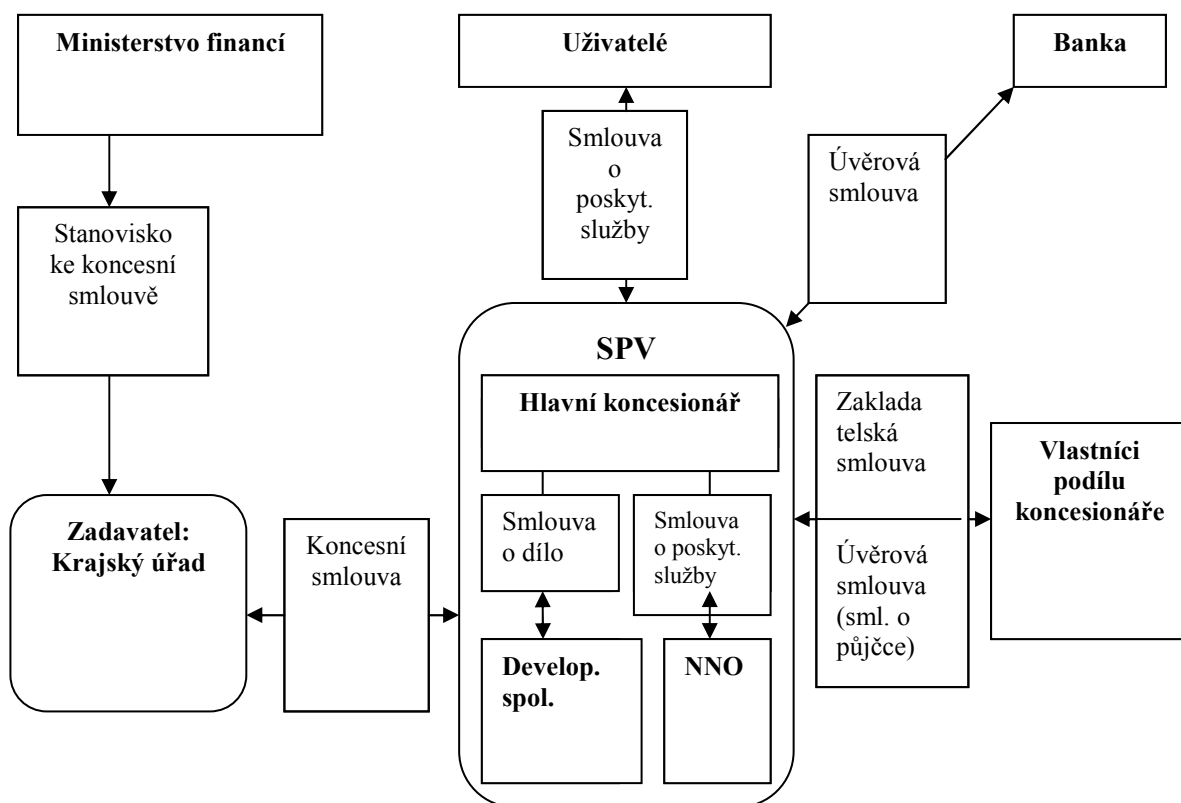 Ministerstvo financí
Uživatelé
Banka
Smlouva
o
poskyt.
služby
Úvěrová
smlouva
Stanovisko
ke koncesní
smlouvě
SPV
Hlavní koncesionář
Zaklada
telská
smlouva
Vlastníci
podílu
koncesionáře
Zadavatel:
Krajský úřad
Koncesní
smlouva
Smlouva
o dílo
Smlouva
o poskyt.
služby
Úvěrová
smlouva
(sml. o
půjčce)
Develop.
spol.
NNO